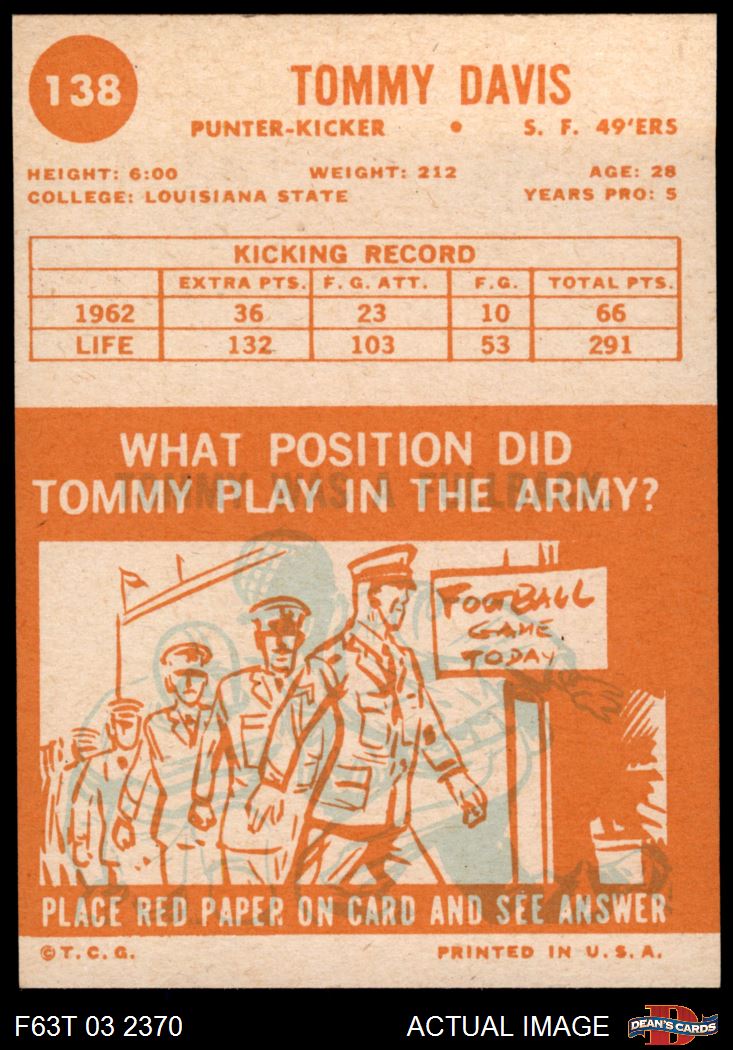 138
TOMMY DAVIS
PUNTER-KICKER • S. F. 49'ERS
HEIGHT: 6:00 WEIGHT: 212 AGE: 28
COLLEGE: LOUISIANA STATE YEARS PRO: 5
KICKING RECORD
EXTRA PTS. F. G. ATT. F. G. TOTAL PTS.
1962 36 23 10 66
LIFE 132 103 53 291
WHAT POSITION DID
TOMMY WAS A FULLBACK.
TOMMY PLAY IN THE ARMY?
FOOTBALL
GAME
TODAY
PLACE RED PAPER ON CARD AND SEE ANSWER
© T. C. G. PRINTED IN U. S. A.
F63T 03 2370 ACTUAL IMAGE D DEAN'S CARDS